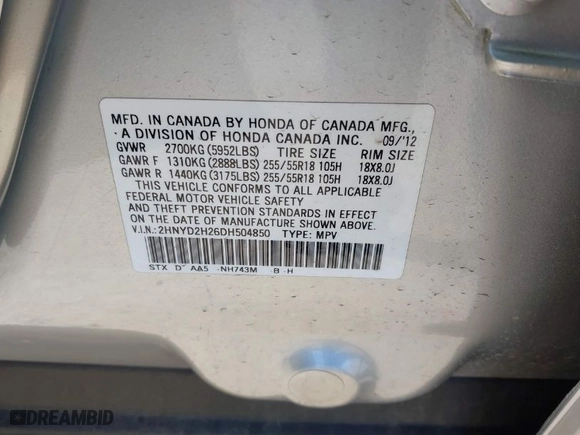 MFD. IN CANADA BY HONDA OF CANADA MFG.,
A DIVISION OF HONDA CANADA INC. 09/'12
GVWR 2700KG (5952LBS) TIRE SIZE RIM SIZE
GAWR F 1310KG (2888LBS) 255/55R18 105H 18X8.0J
GAWR R 1440KG (3175LBS) 255/55R18 105H 18X8.0J
THIS VEHICLE CONFORMS TO ALL APPLICABLE
FEDERAL MOTOR VEHICLE SAFETY
AND THEFT PREVENTION STANDARDS IN EFFECT
ON THE DATE OF MANUFACTURE SHOWN ABOVE.
V.I.N.: 2HNYD2H26DH504850 TYPE: MPV
STX D AA5 NH743M B H
DREAMBID